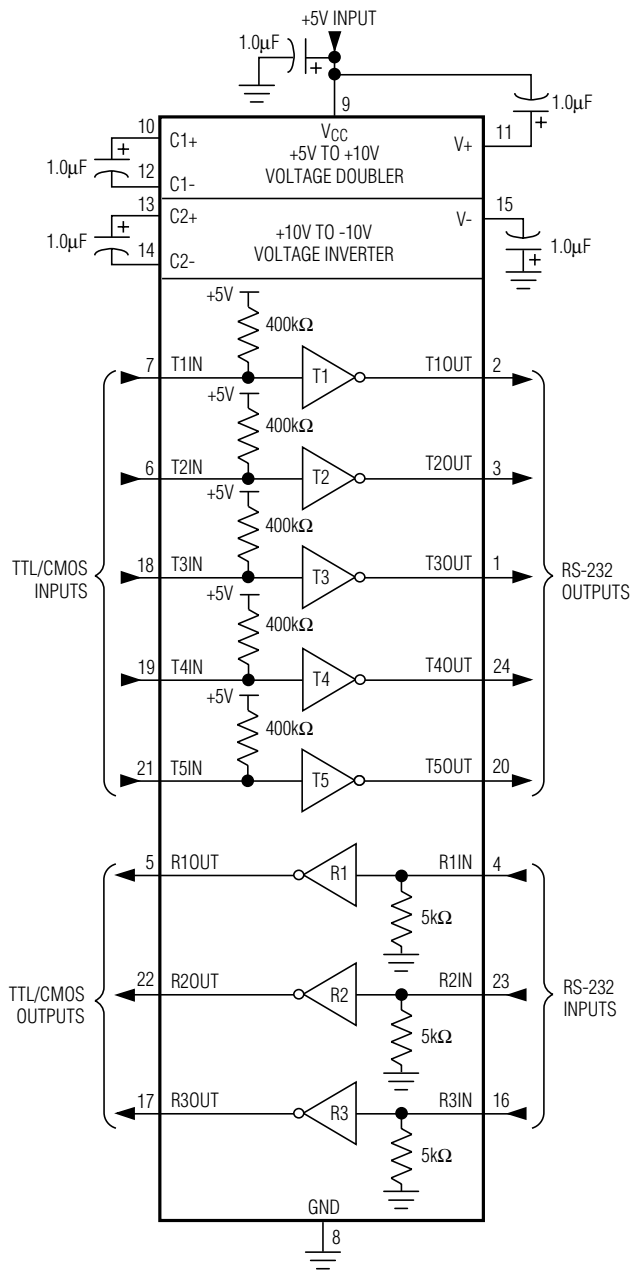 +5V INPUT
1.0μF
+
9
1.0μF
+
10
C1+
VCC
+5V TO +10V
VOLTAGE DOUBLER
V+
11
1.0μF
+
12
C1-
13
C2+
V-
15
1.0μF
+
14
C2-
+10V TO -10V
VOLTAGE INVERTER
+
1.0μF
+5V
400kΩ
7
T1IN
T1
T1OUT
2
+5V
400kΩ
6
T2IN
T2
T2OUT
3
+5V
400kΩ
TTL/CMOS
INPUTS
18
T3IN
T3
T3OUT
1
RS-232
OUTPUTS
+5V
400kΩ
19
T4IN
T4
T4OUT
24
+5V
400kΩ
21
T5IN
T5
T5OUT
20
5
R1OUT
R1
R1IN
4
5kΩ
TTL/CMOS
OUTPUTS
22
R2OUT
R2
R2IN
23
RS-232
INPUTS
5kΩ
17
R3OUT
R3
R3IN
16
5kΩ
GND
8